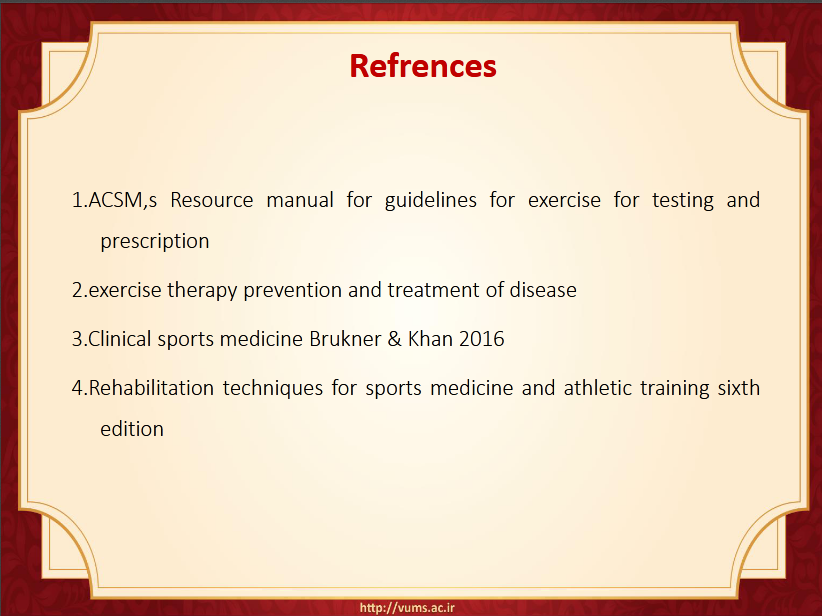 Refrences
1.ACSM,s Resource manual for guidelines for exercise for testing and
prescription
2.exercise therapy prevention and treatment of disease
3.Clinical sports medicine Brukner & Khan 2016
4.Rehabilitation techniques for sports medicine and athletic training sixth
edition
http://vums.ac.ir